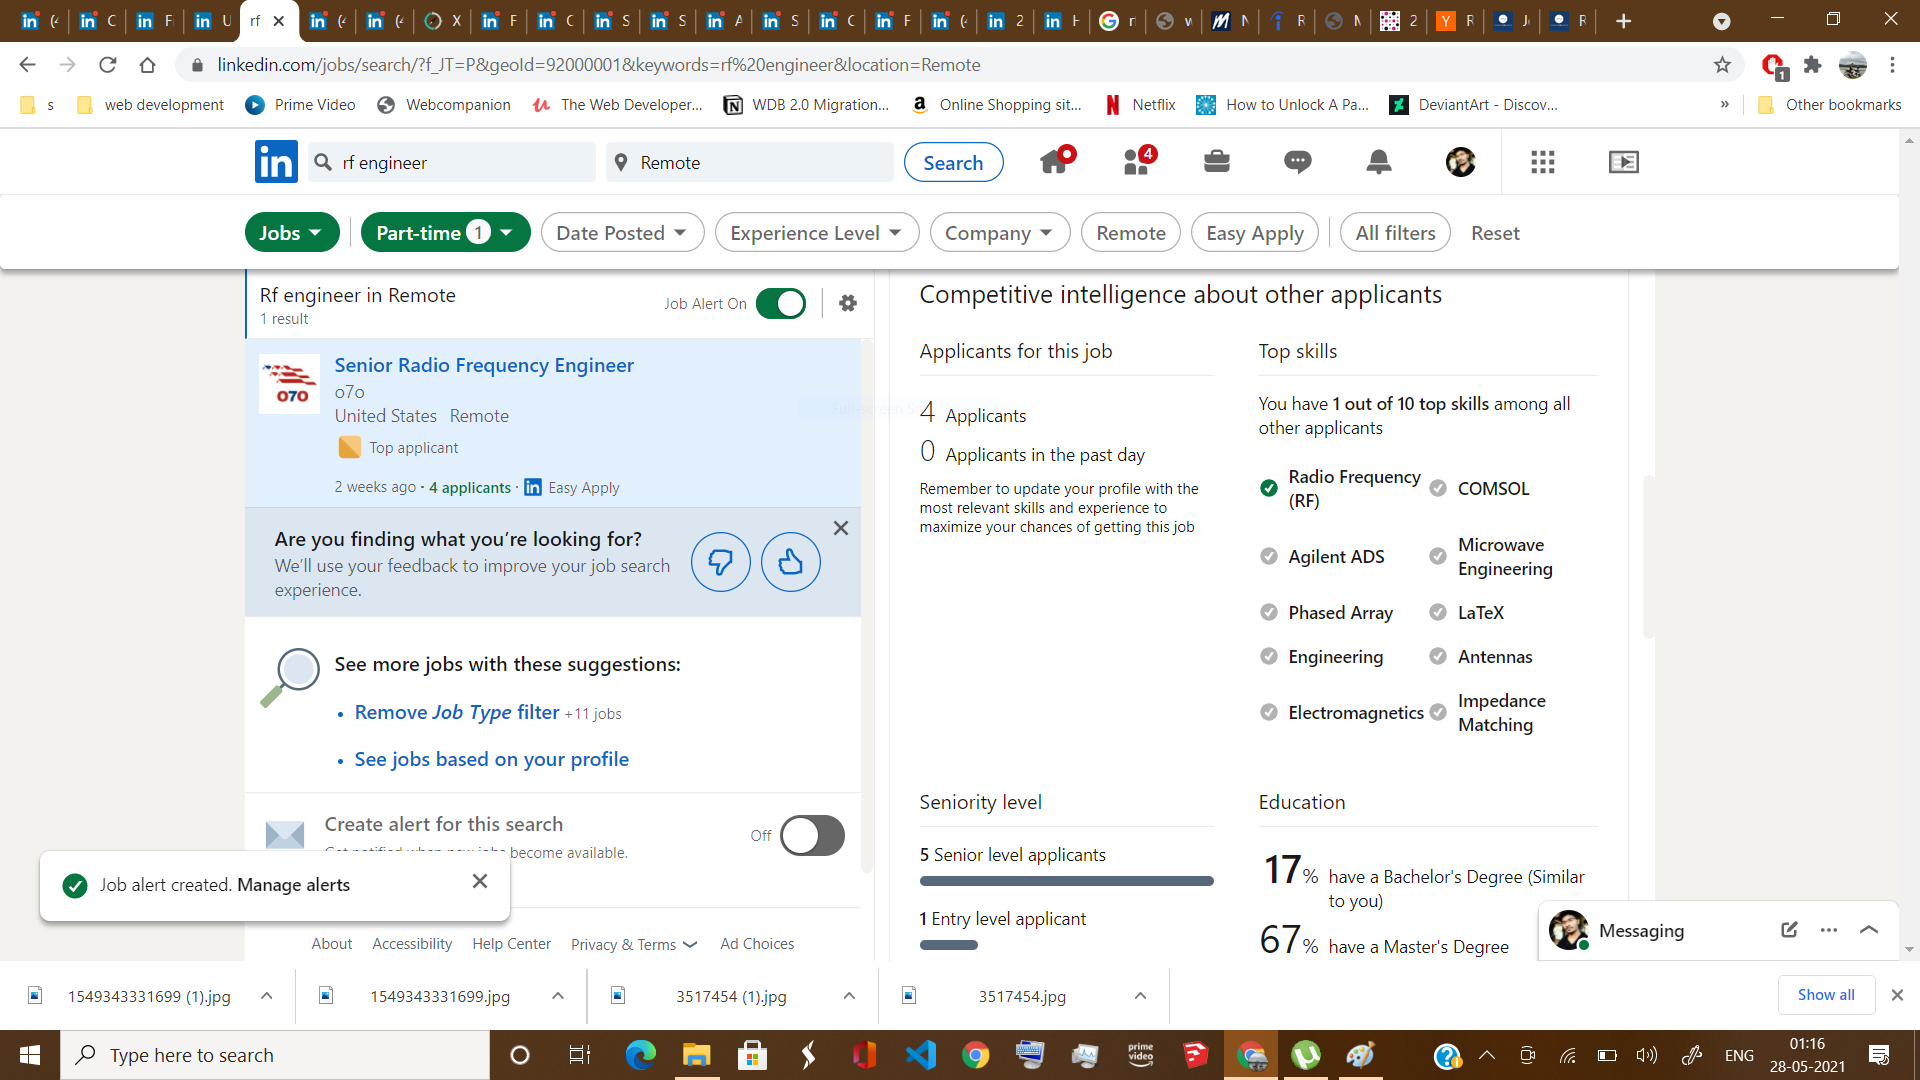 linkedin.com/jobs/search/?f_JT=P&geoId=92000001&keywords=rf%20engineer&location=Remote
s
web development
Prime Video
Webcompanion
The Web Developer...
WDB 2.0 Migration...
Online Shopping sit...
Netflix
How to Unlock A Pa...
DeviantArt - Discov...
»
Other bookmarks
in
rf engineer
Remote
Search
4
Jobs
Part-time 1
Date Posted
Experience Level
Company
Remote
Easy Apply
All filters
Reset
Rf engineer in Remote
1 result
Job Alert On
Senior Radio Frequency Engineer
o7o
United States Remote
Top applicant
2 weeks ago · 4 applicants · in Easy Apply
Are you finding what you’re looking for?
We’ll use your feedback to improve your job search
experience.
See more jobs with these suggestions:
• Remove Job Type filter +11 jobs
• See jobs based on your profile
Create alert for this search
Off
Get notified when new jobs become available.
Job alert created. Manage alerts
About
Accessibility
Help Center
Privacy & Terms
Ad Choices
Competitive intelligence about other applicants
Applicants for this job
4 Applicants
0 Applicants in the past day
Remember to update your profile with the
most relevant skills and experience to
maximize your chances of getting this job
Top skills
You have 1 out of 10 top skills among all
other applicants
Radio Frequency
(RF)
COMSOL
Agilent ADS
Microwave
Engineering
Phased Array
LaTeX
Engineering
Antennas
Electromagnetics
Impedance
Matching
Seniority level
5 Senior level applicants
1 Entry level applicant
Education
17% have a Bachelor's Degree (Similar
to you)
67% have a Master's Degree
Messaging
1549343331699 (1).jpg
1549343331699.jpg
3517454 (1).jpg
3517454.jpg
Show all
Type here to search
prime
video
ENG
01:16
28-05-2021